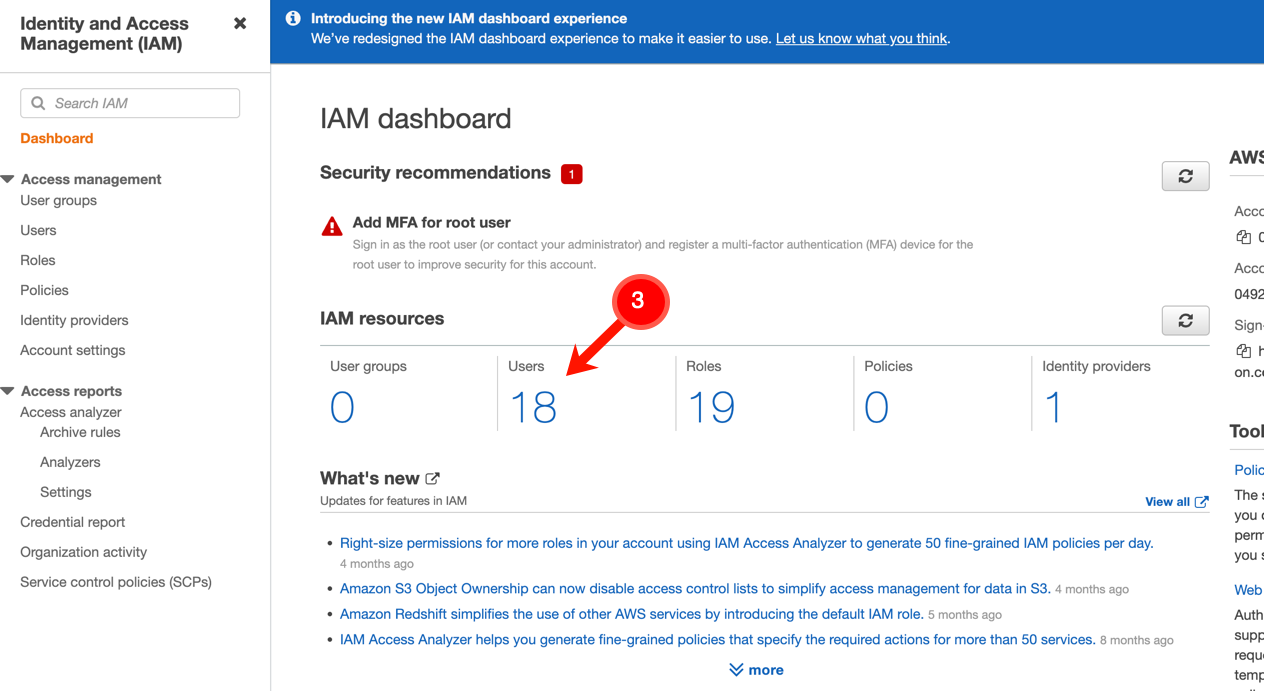 Identity and Access
Management (IAM)
Search IAM
Dashboard
Access management
User groups
Users
Roles
Policies
Identity providers
Account settings
Access reports
Access analyzer
Archive rules
Analyzers
Settings
Credential report
Organization activity
Service control policies (SCPs)
Introducing the new IAM dashboard experience
We've redesigned the IAM dashboard experience to make it easier to use. Let us know what you think.
IAM dashboard
Security recommendations 1
Add MFA for root user
Sign in as the root user (or contact your administrator) and register a multi-factor authentication (MFA) device for the
root user to improve security for this account.
3
IAM resources
User groups
0
Users
18
Roles
19
Policies
0
Identity providers
1
What's new
Updates for features in IAM
View all
• Right-size permissions for more roles in your account using IAM Access Analyzer to generate 50 fine-grained IAM policies per day.
4 months ago
• Amazon S3 Object Ownership can now disable access control lists to simplify access management for data in S3. 4 months ago
• Amazon Redshift simplifies the use of other AWS services by introducing the default IAM role. 5 months ago
• IAM Access Analyzer helps you generate fine-grained policies that specify the required actions for more than 50 services. 8 months ago
more
AWS
Acco
0
Acco
0492
Sign-
h
on.ce
Tool
Polic
The s
you c
perm
you s
Web
Auth
supp
requ
temp